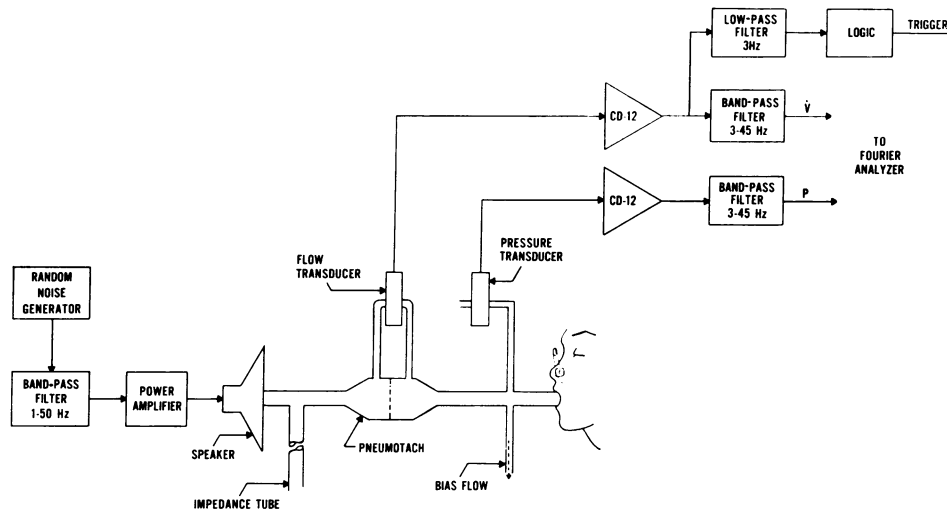 LOW-PASS
FILTER
3Hz
LOGIC
TRIGGER
CD-12
BAND-PASS
FILTER
3-45 Hz
V̇
TO
FOURIER
ANALYZER
CD-12
BAND-PASS
FILTER
3-45 Hz
P
FLOW
TRANSDUCER
PRESSURE
TRANSDUCER
RANDOM
NOISE
GENERATOR
BAND-PASS
FILTER
1-50 Hz
POWER
AMPLIFIER
SPEAKER
PNEUMOTACH
IMPEDANCE TUBE
BIAS FLOW